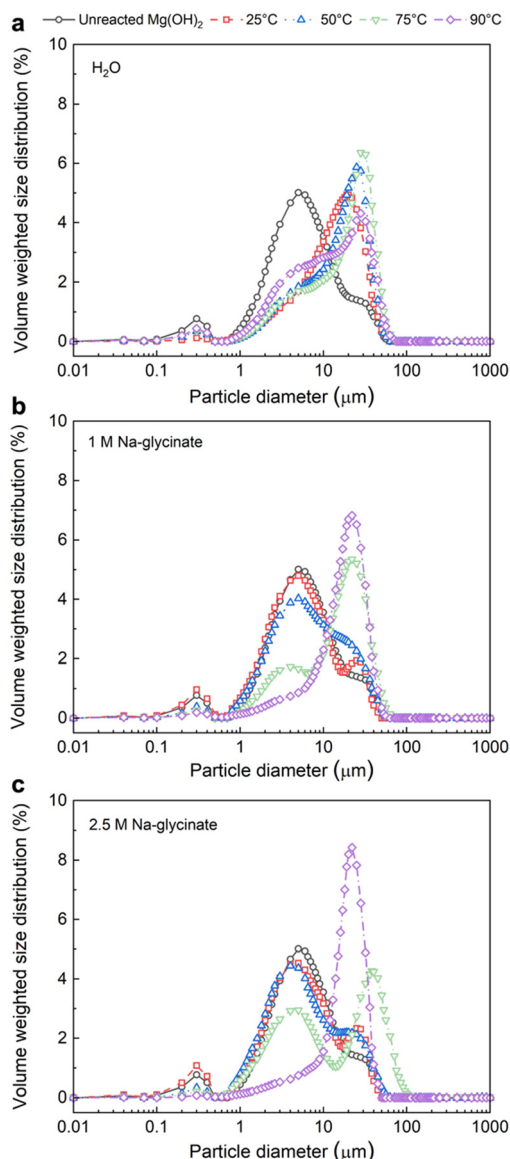 a
Unreacted Mg(OH)₂ 25°C 50°C 75°C 90°C
H₂O
Volume weighted size distribution (%)
10
8
6
4
2
0
0.01 0.1 1 10 100 1000
Particle diameter (μm)
b
1 M Na-glycinate
Volume weighted size distribution (%)
10
8
6
4
2
0
0.01 0.1 1 10 100 1000
Particle diameter (μm)
c
2.5 M Na-glycinate
Volume weighted size distribution (%)
10
8
6
4
2
0
0.01 0.1 1 10 100 1000
Particle diameter (μm)